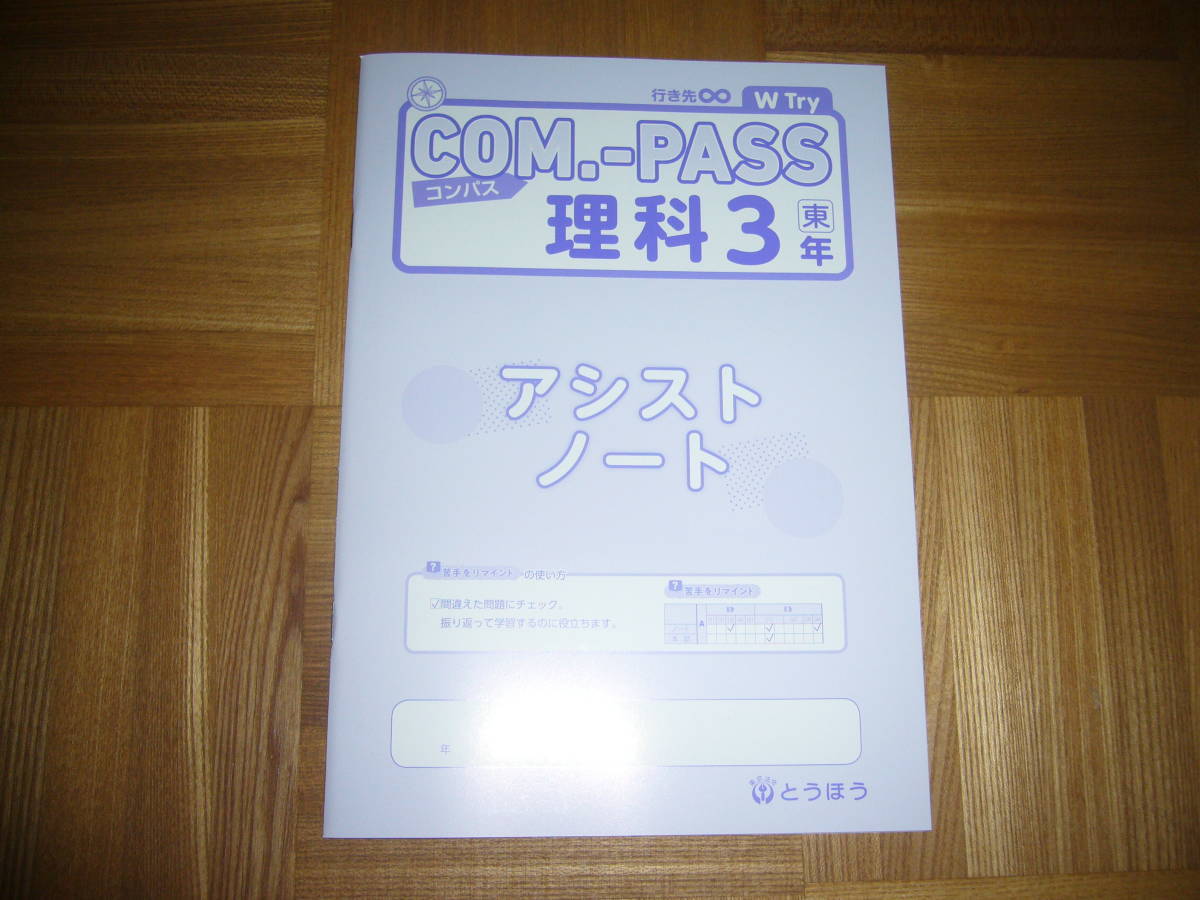 行き先∞ W Try
COM.-PASS
コンパス
理科3年
東
アシスト
ノート
? 苦手をリマインド の使い方
☑間違えた問題にチェック。
振り返って学習するのに役立ちます。
? 苦手をリマインド
A
ノート
年
とうほう